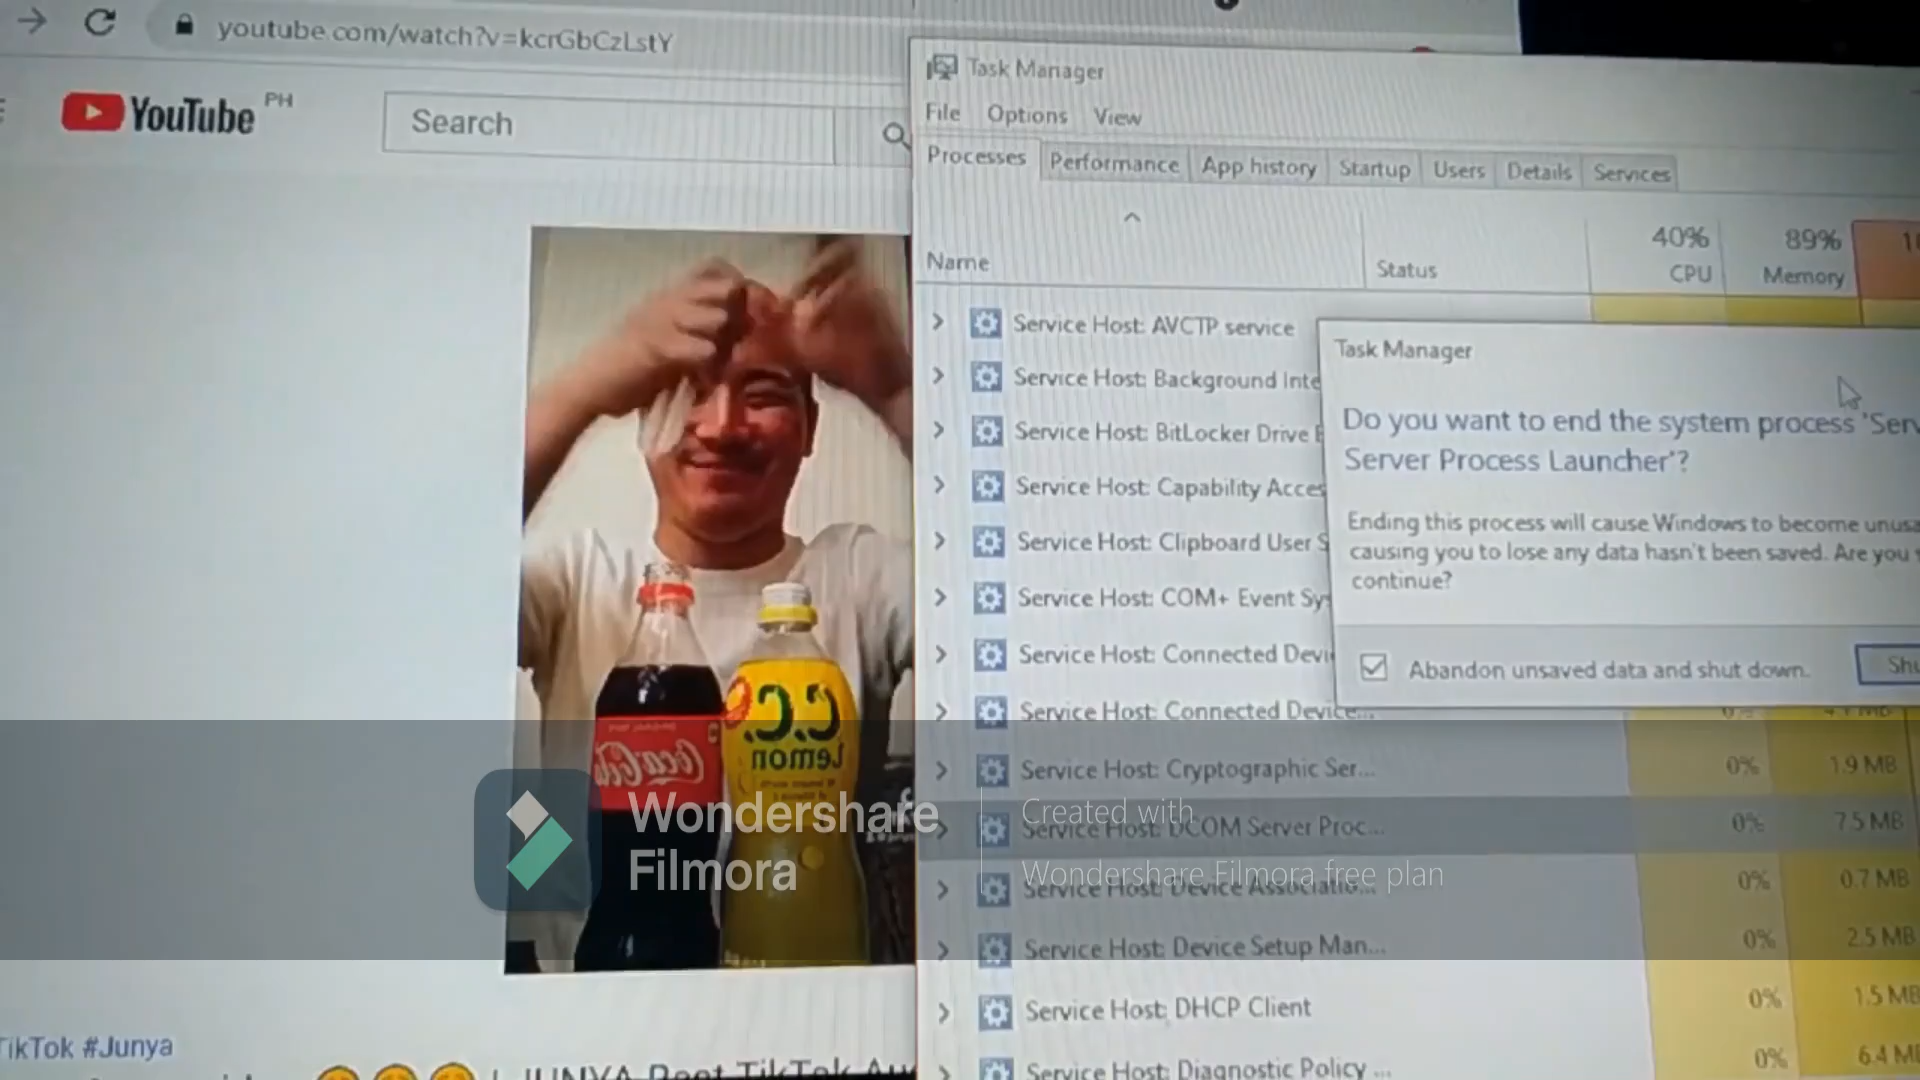 youtube.com/watch?v=kcrGbCzLstY
YouTube PH
Search
Task Manager
File Options View
Processes Performance App history Startup Users Details Services
40% 89%
Name Status CPU Memory
Service Host: AVCTP service
Service Host: Background Inte
Service Host: BitLocker Drive
Service Host: Capability Acces
Service Host: Clipboard User S
Service Host: COM+ Event Sy
Service Host: Connected Devi
Service Host: Connected Device...
Service Host: Cryptographic Ser... 0% 1.9 MB
Service Host: DCOM Server Proc... 0% 7.5 MB
Service Host: Device Associatio... 0% 0.7 MB
Service Host: Device Setup Man... 0% 2.5 MB
Service Host: DHCP Client 0% 1.5 MB
Service Host: Diagnostic Policy ... 0% 6.4 M
Task Manager
Do you want to end the system process 'Serv
Server Process Launcher'?
Ending this process will cause Windows to become unusa
causing you to lose any data hasn't been saved. Are you
continue?
Abandon unsaved data and shut down.
Shu
Coca-Cola
C.C.
Lemon
Wondershare
Filmora
Created with
Wondershare Filmora free plan
TikTok #Junya
JUNYA Best TikTok